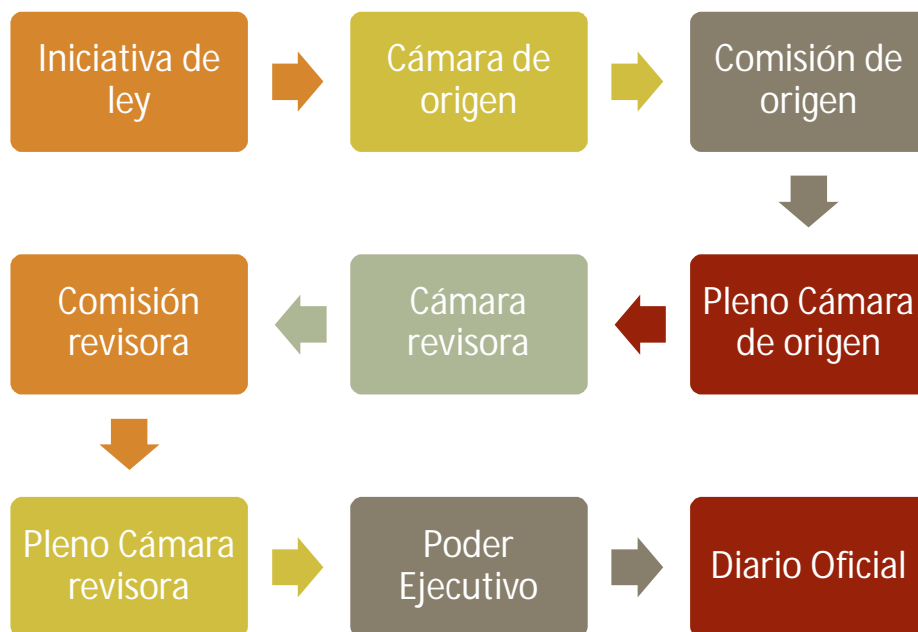 Iniciativa de
ley
Cámara de
origen
Comisión de
origen
Pleno Cámara
de origen
Cámara
revisora
Comisión
revisora
Pleno Cámara
revisora
Poder
Ejecutivo
Diario Oficial